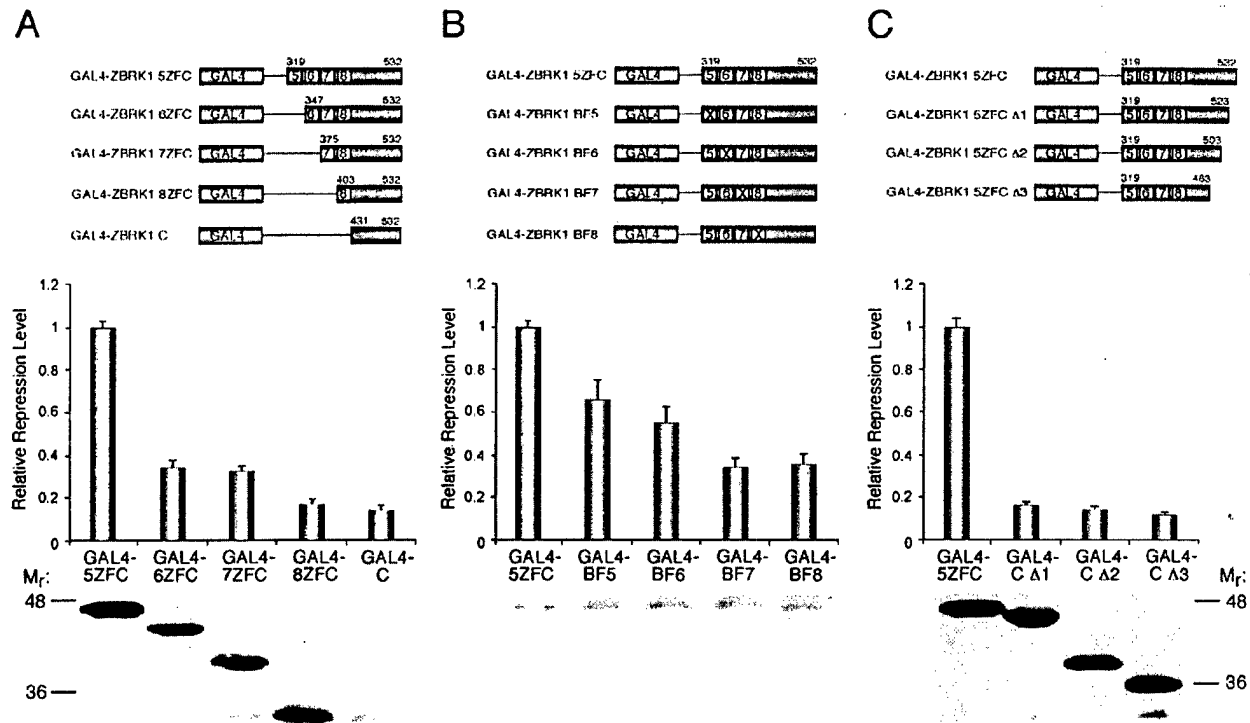 A
319 532
GAL4-ZBRK1 5ZFC GAL4 5 6 7 8
347 532
GAL4-ZBRK1 6ZFC GAL4 6 7 8
375 532
GAL4-ZBRK1 7ZFC GAL4 7 8
403 532
GAL4-ZBRK1 8ZFC GAL4 8
431 532
GAL4-ZBRK1 C GAL4
Relative Repression Level
1.2
1
0.8
0.6
0.4
0.2
0
GAL4-5ZFC GAL4-6ZFC GAL4-7ZFC GAL4-8ZFC GAL4-C
Mr:
48
36
B
319 532
GAL4-ZBRK1 5ZFC GAL4 5 6 7 8
GAL4-ZBRK1 BF5 GAL4 X 6 7 8
GAL4-ZBRK1 BF6 GAL4 5 X 7 8
GAL4-ZBRK1 BF7 GAL4 5 6 X 8
GAL4-ZBRK1 BF8 GAL4 5 6 7 X
Relative Repression Level
1.2
1
0.8
0.6
0.4
0.2
0
GAL4-5ZFC GAL4-BF5 GAL4-BF6 GAL4-BF7 GAL4-BF8
C
319 532
GAL4-ZBRK1 5ZFC GAL4 5 6 7 8
319 523
GAL4-ZBRK1 5ZFC Δ1 GAL4 5 6 7 8
319 503
GAL4-ZBRK1 5ZFC Δ2 GAL4 5 6 7 8
319 483
GAL4-ZBRK1 5ZFC Δ3 GAL4 5 6 7 8
Relative Repression Level
1.2
1
0.8
0.6
0.4
0.2
0
GAL4-5ZFC GAL4-C Δ1 GAL4-C Δ2 GAL4-C Δ3
Mr:
48
36